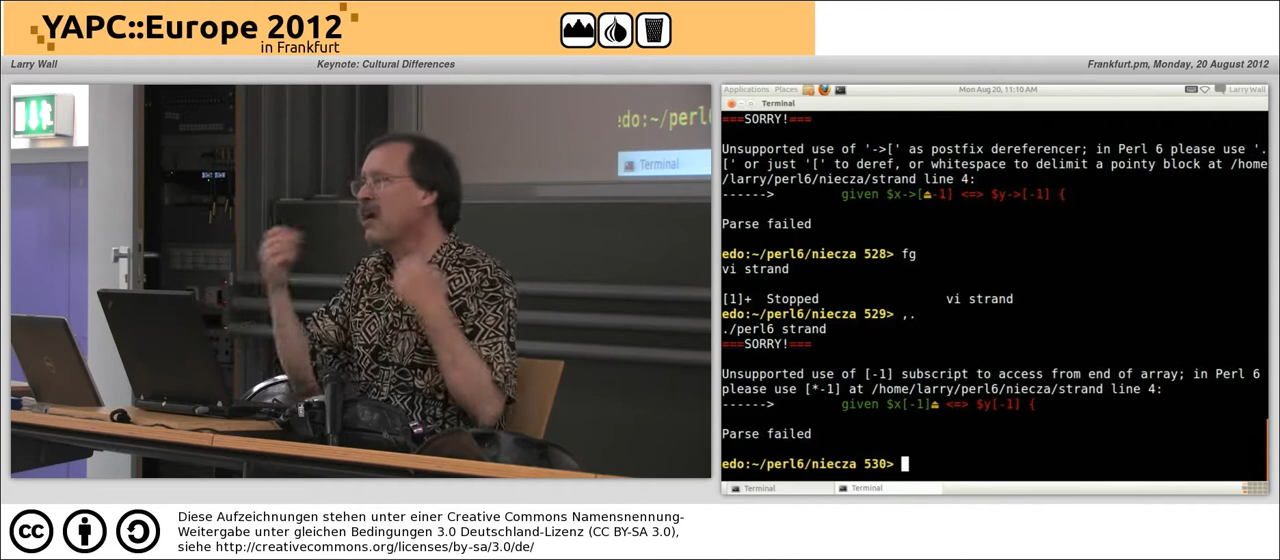 YAPC::Europe 2012
in Frankfurt
Larry Wall
Keynote: Cultural Differences
Frankfurt.pm, Monday, 20 August 2012
edo:~/perl
Terminal
Applications Places
Mon Aug 20, 11:10 AM
Larry Wall
Terminal
===SORRY!===
Unsupported use of '->[' as postfix dereferencer; in Perl 6 please use '.
[' or just '[' to deref, or whitespace to delimit a pointy block at /home
/larry/perl6/niecza/strand line 4:
------>         given $x->[⏏-1] <=> $y->[-1] {
Parse failed
edo:~/perl6/niecza 528> fg
vi strand
[1]+  Stopped                 vi strand
edo:~/perl6/niecza 529> ,.
./perl6 strand
===SORRY!===
Unsupported use of [-1] subscript to access from end of array; in Perl 6
please use [*-1] at /home/larry/perl6/niecza/strand line 4:
------>         given $x[-1]⏏ <=> $y[-1] {
Parse failed
edo:~/perl6/niecza 530>
Terminal
Terminal
cc
Diese Aufzeichnungen stehen unter einer Creative Commons Namensnennung-
Weitergabe unter gleichen Bedingungen 3.0 Deutschland-Lizenz (CC BY-SA 3.0),
siehe http://creativecommons.org/licenses/by-sa/3.0/de/